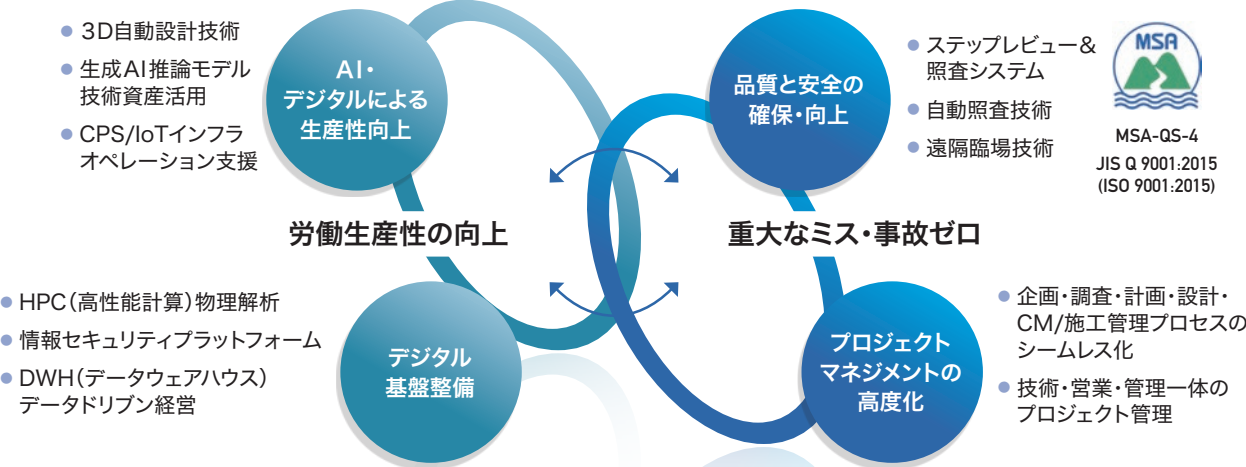 3D自動設計技術
生成AI推論モデル
技術資産活用
CPS/IoTインフラ
オペレーション支援
AI・
デジタルによる
生産性向上
品質と安全の
確保・向上
ステップレビュー&
照査システム
自動照査技術
遠隔臨場技術
MSA
MSA-QS-4
JIS Q 9001:2015
(ISO 9001:2015)
労働生産性の向上
重大なミス・事故ゼロ
HPC(高性能計算)物理解析
情報セキュリティプラットフォーム
DWH(データウェアハウス)
データドリブン経営
デジタル
基盤整備
プロジェクト
マネジメントの
高度化
企画・調査・計画・設計・
CM/施工管理プロセスの
シームレス化
技術・営業・管理一体の
プロジェクト管理